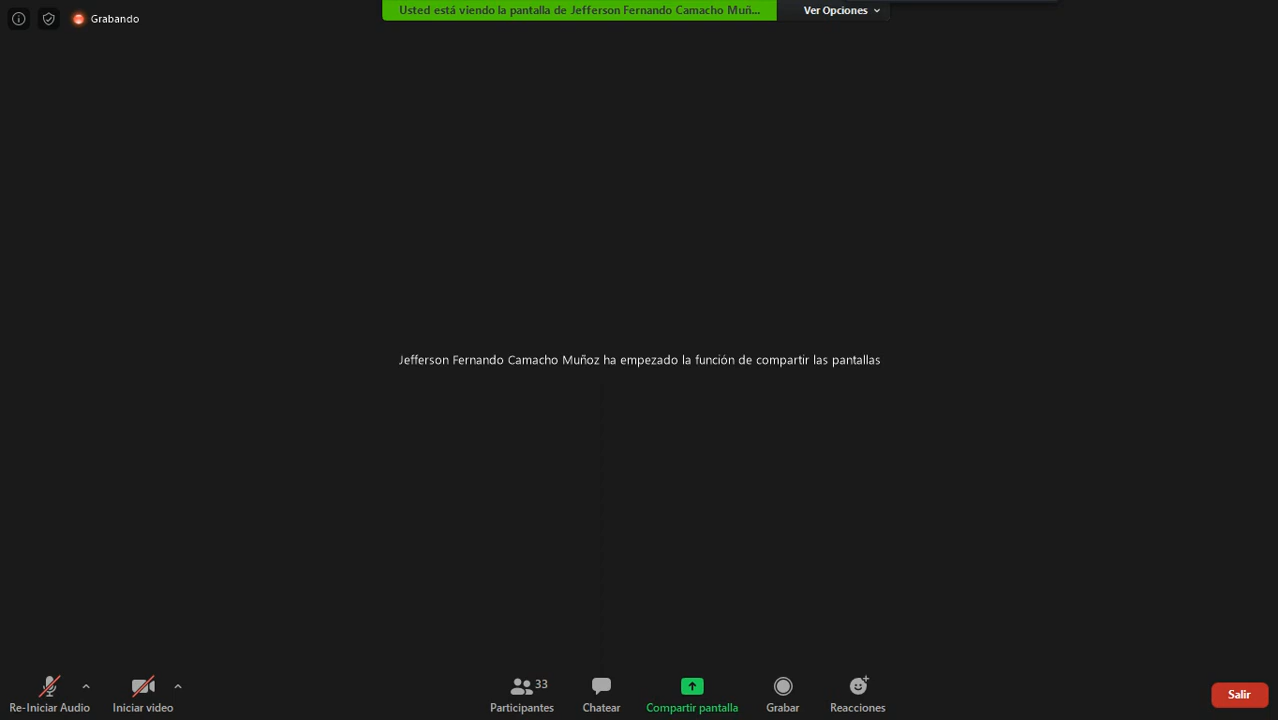 Grabando
Usted está viendo la pantalla de Jefferson Fernando Camacho Muñ...
Ver Opciones
Jefferson Fernando Camacho Muñoz ha empezado la función de compartir las pantallas
Re-Iniciar Audio
Iniciar video
33
Participantes
Chatear
Compartir pantalla
Grabar
Reacciones
Salir